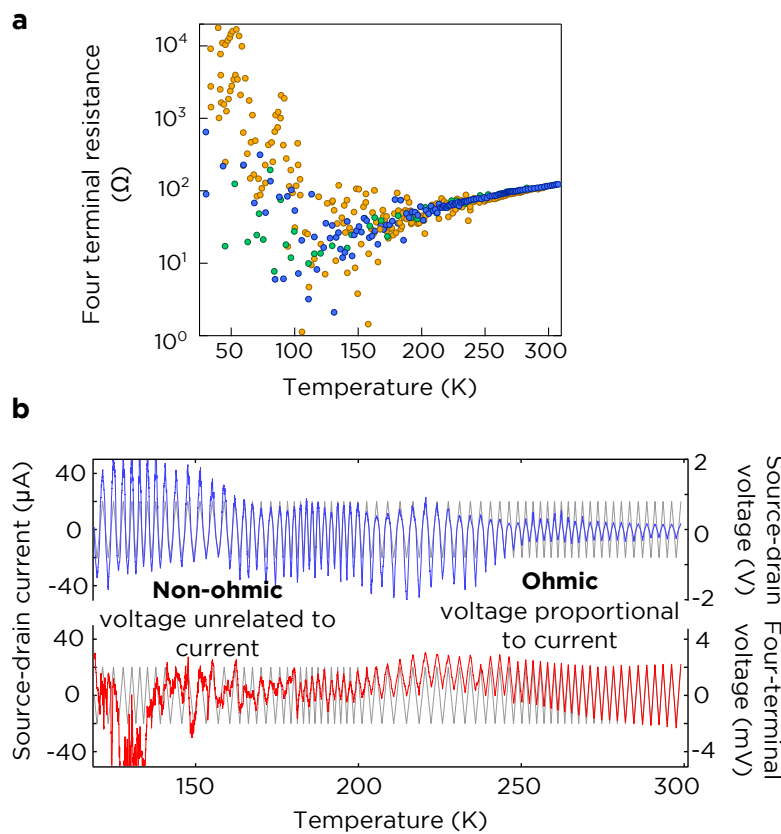 a
Four terminal resistance
(Ω)
10⁴
10³
10²
10¹
10⁰
50 100 150 200 250 300
Temperature (K)
b
Source-drain current (µA)
40
0
-40
40
20
0
-40
2
0
-2
4
2
0
-4
Source-drain
voltage (V)
Four-terminal
voltage (mV)
Non-ohmic
voltage unrelated to
current
Ohmic
voltage proportional
to current
150 200 250 300
Temperature (K)